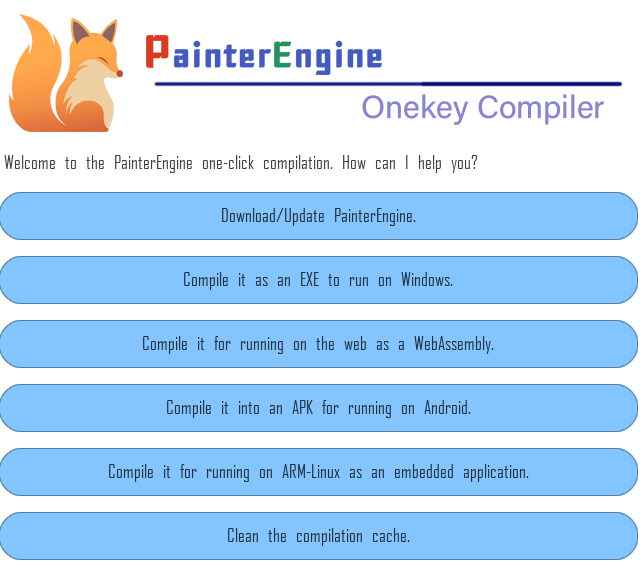 PainterEngine
Onekey Compiler
Welcome to the PainterEngine one-click compilation. How can I help you?
Download/Update PainterEngine.
Compile it as an EXE to run on Windows.
Compile it for running on the web as a WebAssembly.
Compile it into an APK for running on Android.
Compile it for running on ARM-Linux as an embedded application.
Clean the compilation cache.